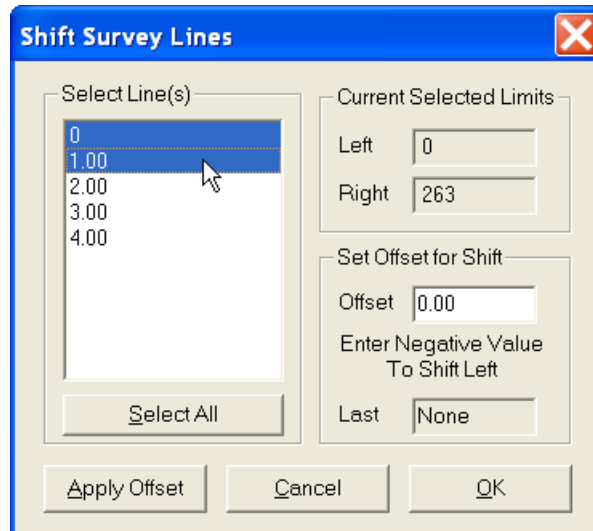 Shift Survey Lines
Select Line(s)
0
1.00
2.00
3.00
4.00
Select All
Current Selected Limits
Left 0
Right 263
Set Offset for Shift
Offset 0.00
Enter Negative Value
To Shift Left
Last None
Apply Offset Cancel OK